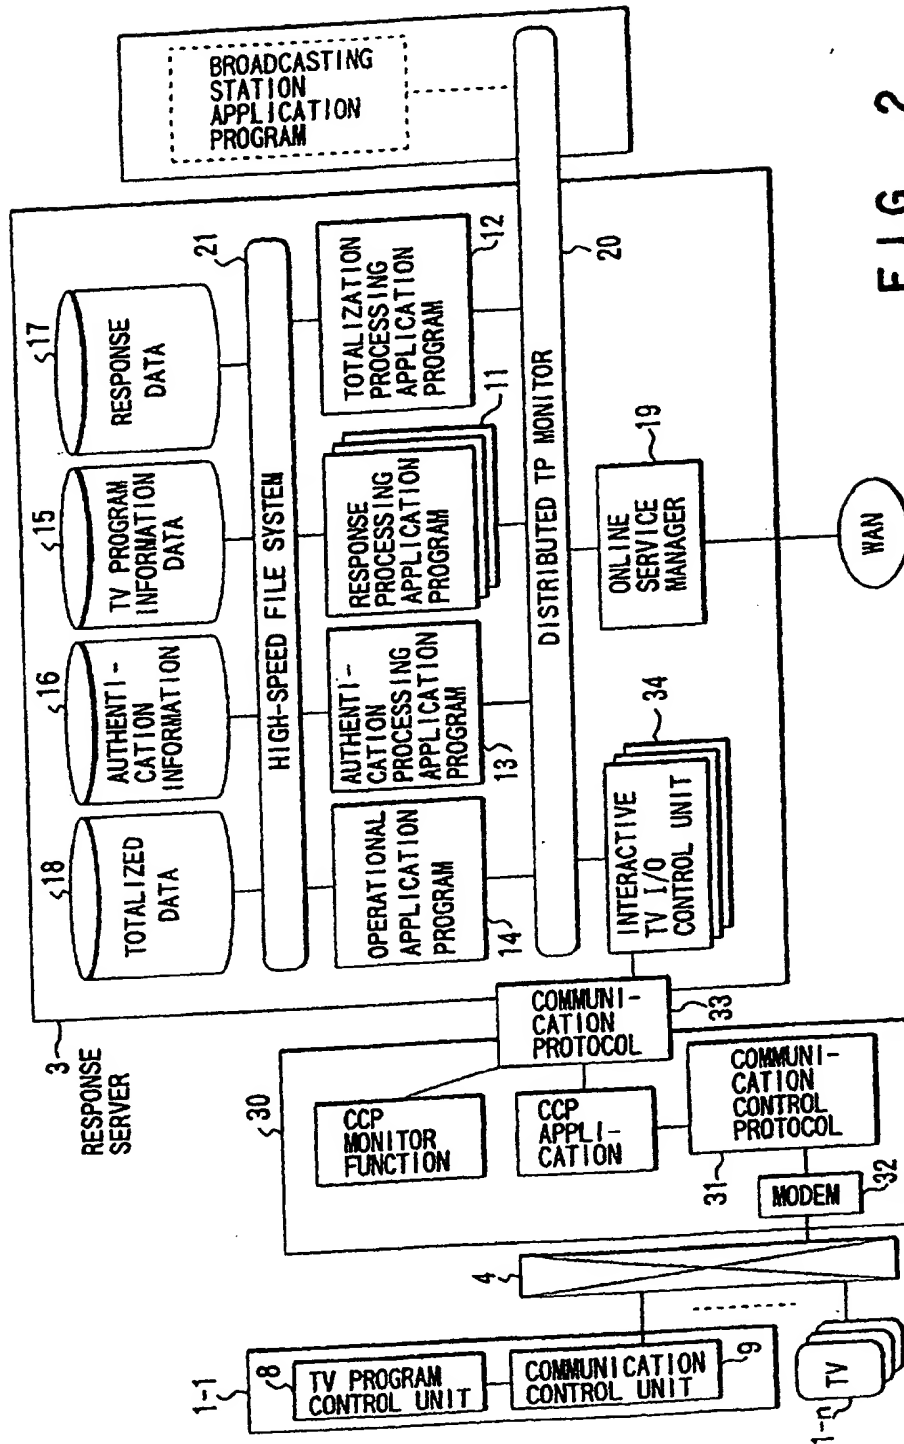 BROADCASTING
STATION
APPLICATION
PROGRAM
3
RESPONSE
SERVER
18
TOTALIZED
DATA
16
AUTHENTI-
CATION
INFORMATION
15
TV PROGRAM
INFORMATION
DATA
17
RESPONSE
DATA
HIGH-SPEED FILE SYSTEM
21
OPERATIONAL
APPLICATION
PROGRAM
14
AUTHENTI-
CATION
PROCESSING
APPLICATION
PROGRAM
13
RESPONSE
PROCESSING
APPLICATION
PROGRAM
11
TOTALIZATION
PROCESSING
APPLICATION
PROGRAM
12
DISTRIBUTED TP MONITOR
20
INTERACTIVE
TV I/O
CONTROL UNIT
34
ONLINE
SERVICE
MANAGER
19
WAN
30
CCP
MONITOR
FUNCTION
COMMUNI-
CATION
PROTOCOL
33
CCP
APPLI-
CATION
COMMUNI-
CATION
CONTROL
PROTOCOL
31
MODEM
32
4
1-1
8
TV PROGRAM
CONTROL UNIT
COMMUNICATION
CONTROL UNIT
9
TV
1-n
FIG. 2